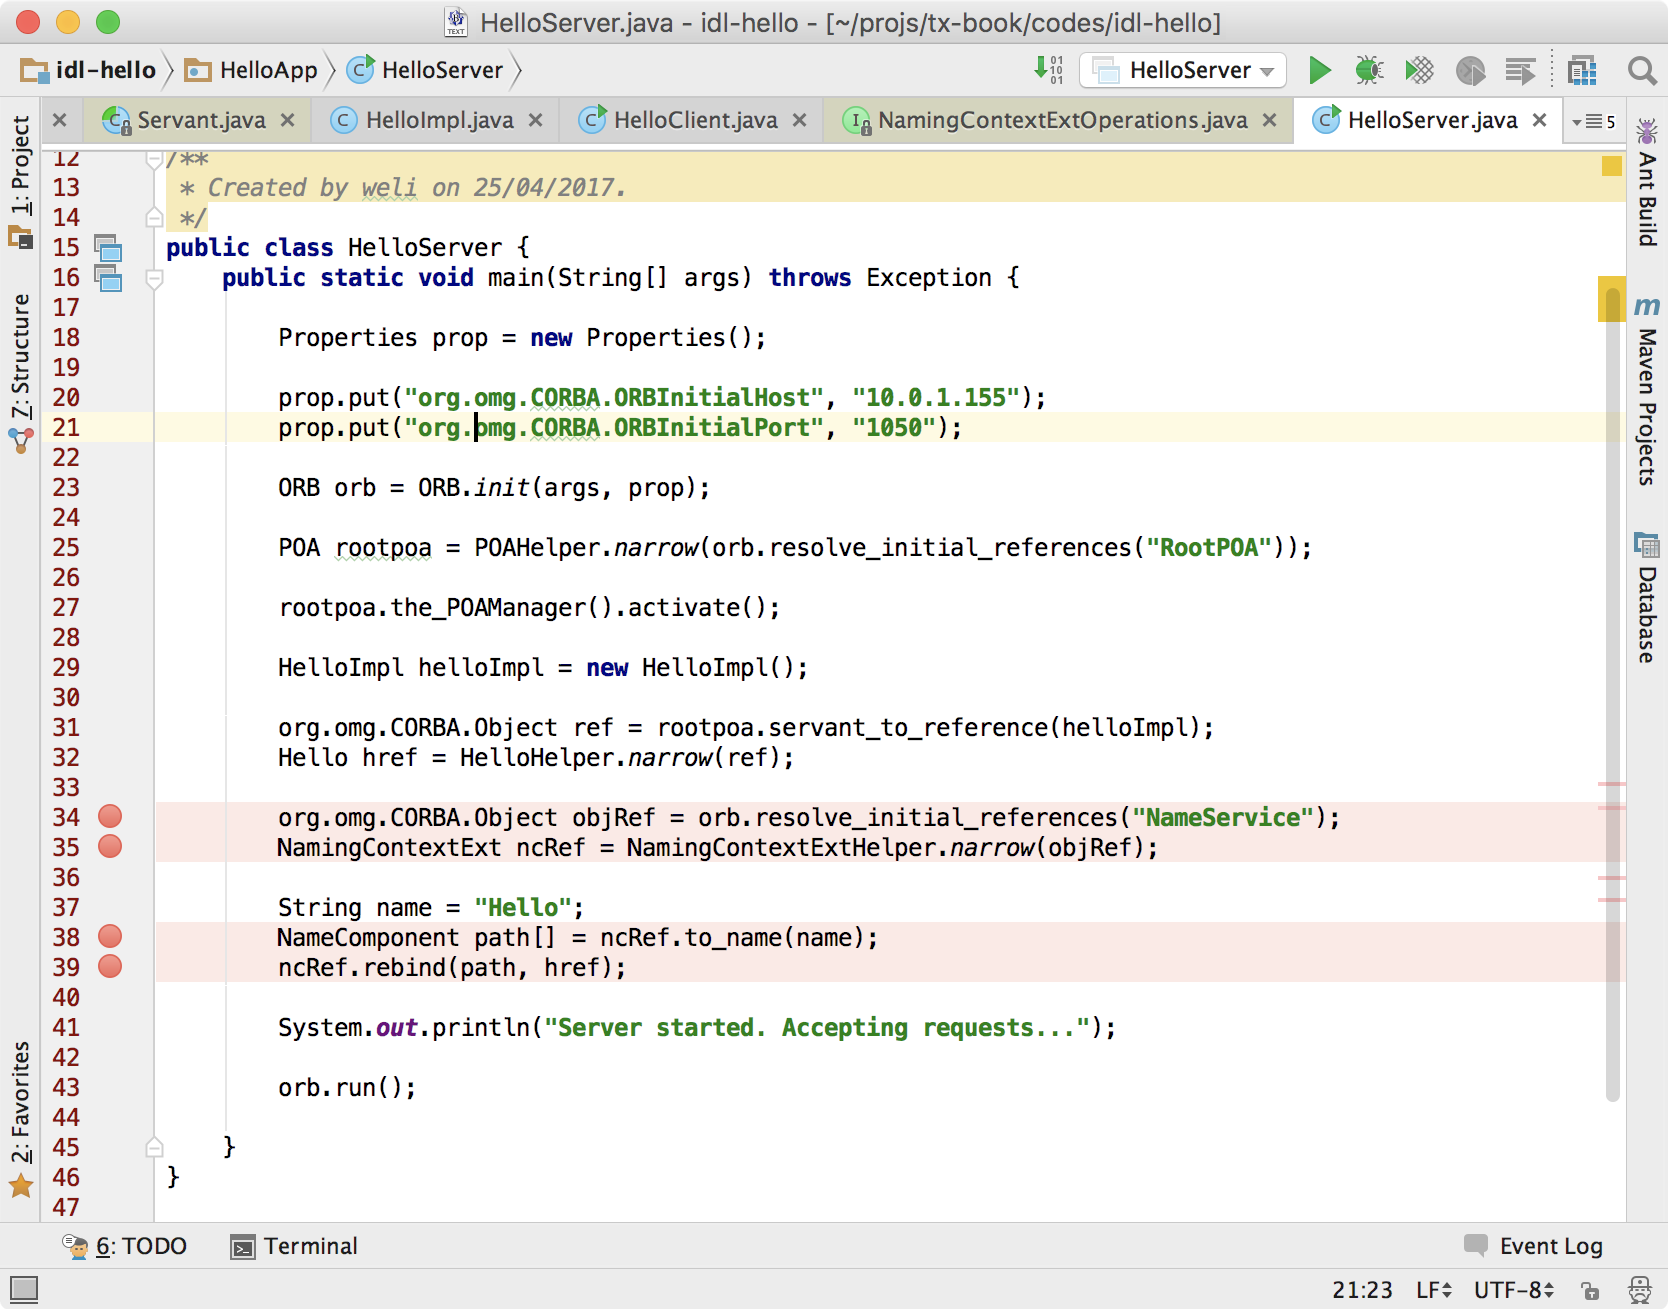 HelloServer.java - idl-hello - [~/projs/tx-book/codes/idl-hello]
idl-hello HelloApp HelloServer HelloServer
Servant.java HelloImpl.java HelloClient.java NamingContextExtOperations.java HelloServer.java 5
1: Project
7: Structure
2: Favorites
12 /**
13 * Created by weli on 25/04/2017.
14 */
15 public class HelloServer {
16 public static void main(String[] args) throws Exception {
17
18 Properties prop = new Properties();
19
20 prop.put("org.omg.CORBA.ORBInitialHost", "10.0.1.155");
21 prop.put("org.omg.CORBA.ORBInitialPort", "1050");
22
23 ORB orb = ORB.init(args, prop);
24
25 POA rootpoa = POAHelper.narrow(orb.resolve_initial_references("RootPOA"));
26
27 rootpoa.the_POAManager().activate();
28
29 HelloImpl helloImpl = new HelloImpl();
30
31 org.omg.CORBA.Object ref = rootpoa.servant_to_reference(helloImpl);
32 Hello href = HelloHelper.narrow(ref);
33
34 org.omg.CORBA.Object objRef = orb.resolve_initial_references("NameService");
35 NamingContextExt ncRef = NamingContextExtHelper.narrow(objRef);
36
37 String name = "Hello";
38 NameComponent path[] = ncRef.to_name(name);
39 ncRef.rebind(path, href);
40
41 System.out.println("Server started. Accepting requests...");
42
43 orb.run();
44
45 }
46 }
47
Ant Build
m Maven Projects
Database
6: TODO Terminal Event Log
21:23 LF UTF-8